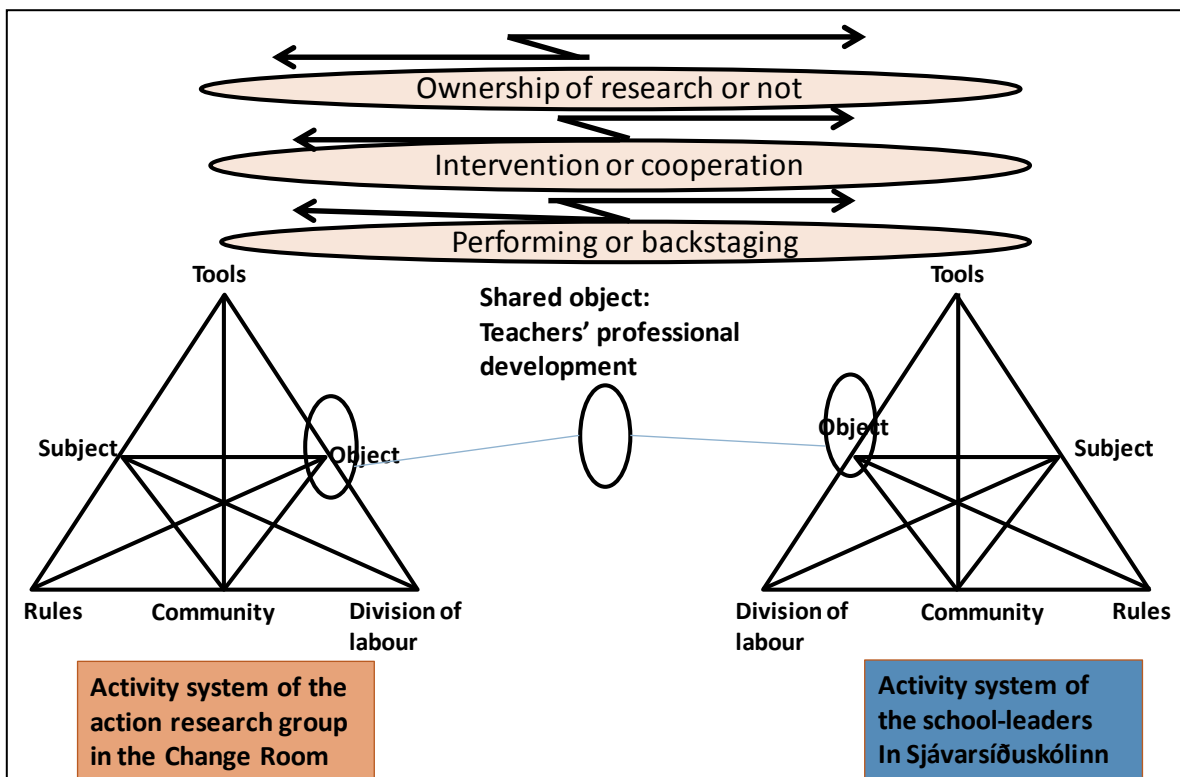 Ownership of research or not
Intervention or cooperation
Performing or backstaging
Tools
Shared object:
Teachers’ professional
development
Tools
Subject
Object
Object
Subject
Rules
Community
Division of
labour
Division of
labour
Community
Rules
Activity system of the
action research group
in the Change Room
Activity system of
the school-leaders
In Sjávarsíðuskólinn